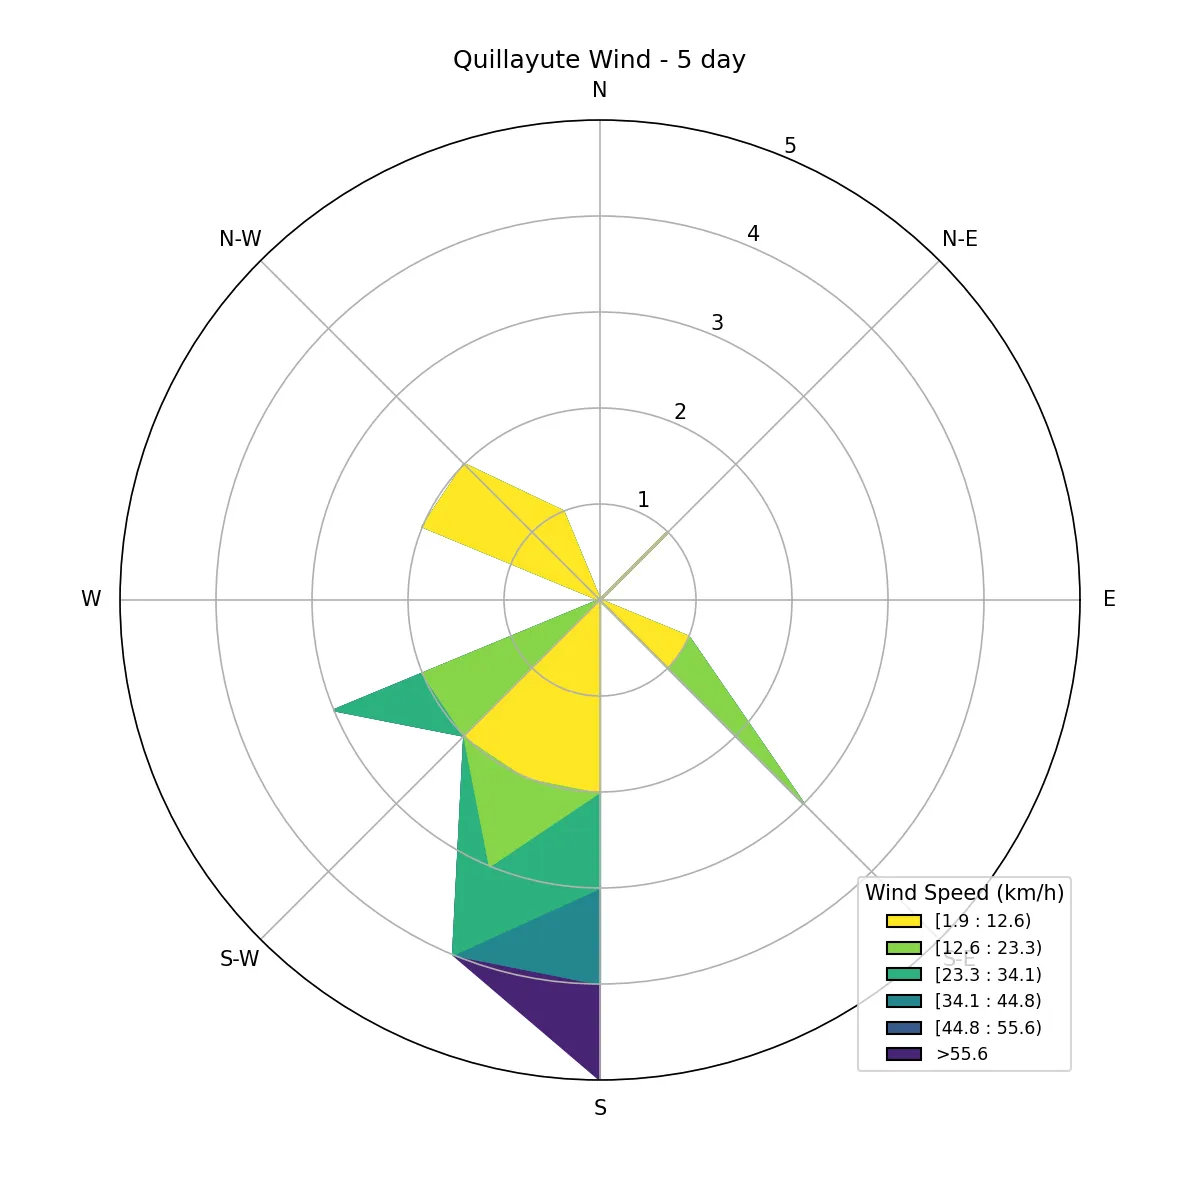 Quillayute Wind - 5 day
N
5
N-W
N-E
4
3
2
1
W
E
Wind Speed (km/h)
[1.9 : 12.6)
[12.6 : 23.3)
S-W
S-E
[23.3 : 34.1)
[34.1 : 44.8)
[44.8 : 55.6)
>55.6
S